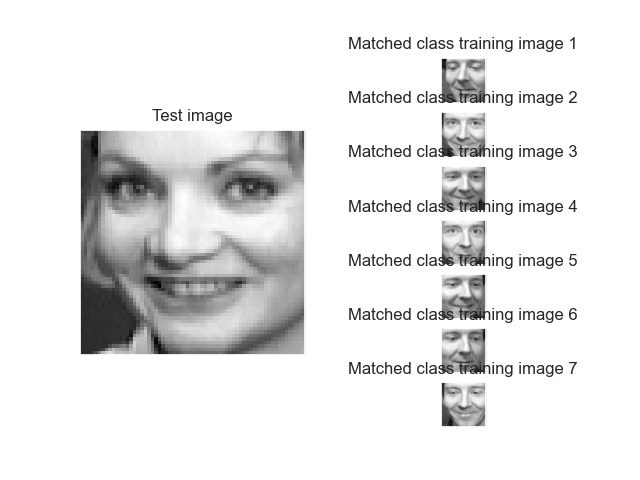 Matched class training image 1
Matched class training image 2
Test image
Matched class training image 3
Matched class training image 4
Matched class training image 5
Matched class training image 6
Matched class training image 7